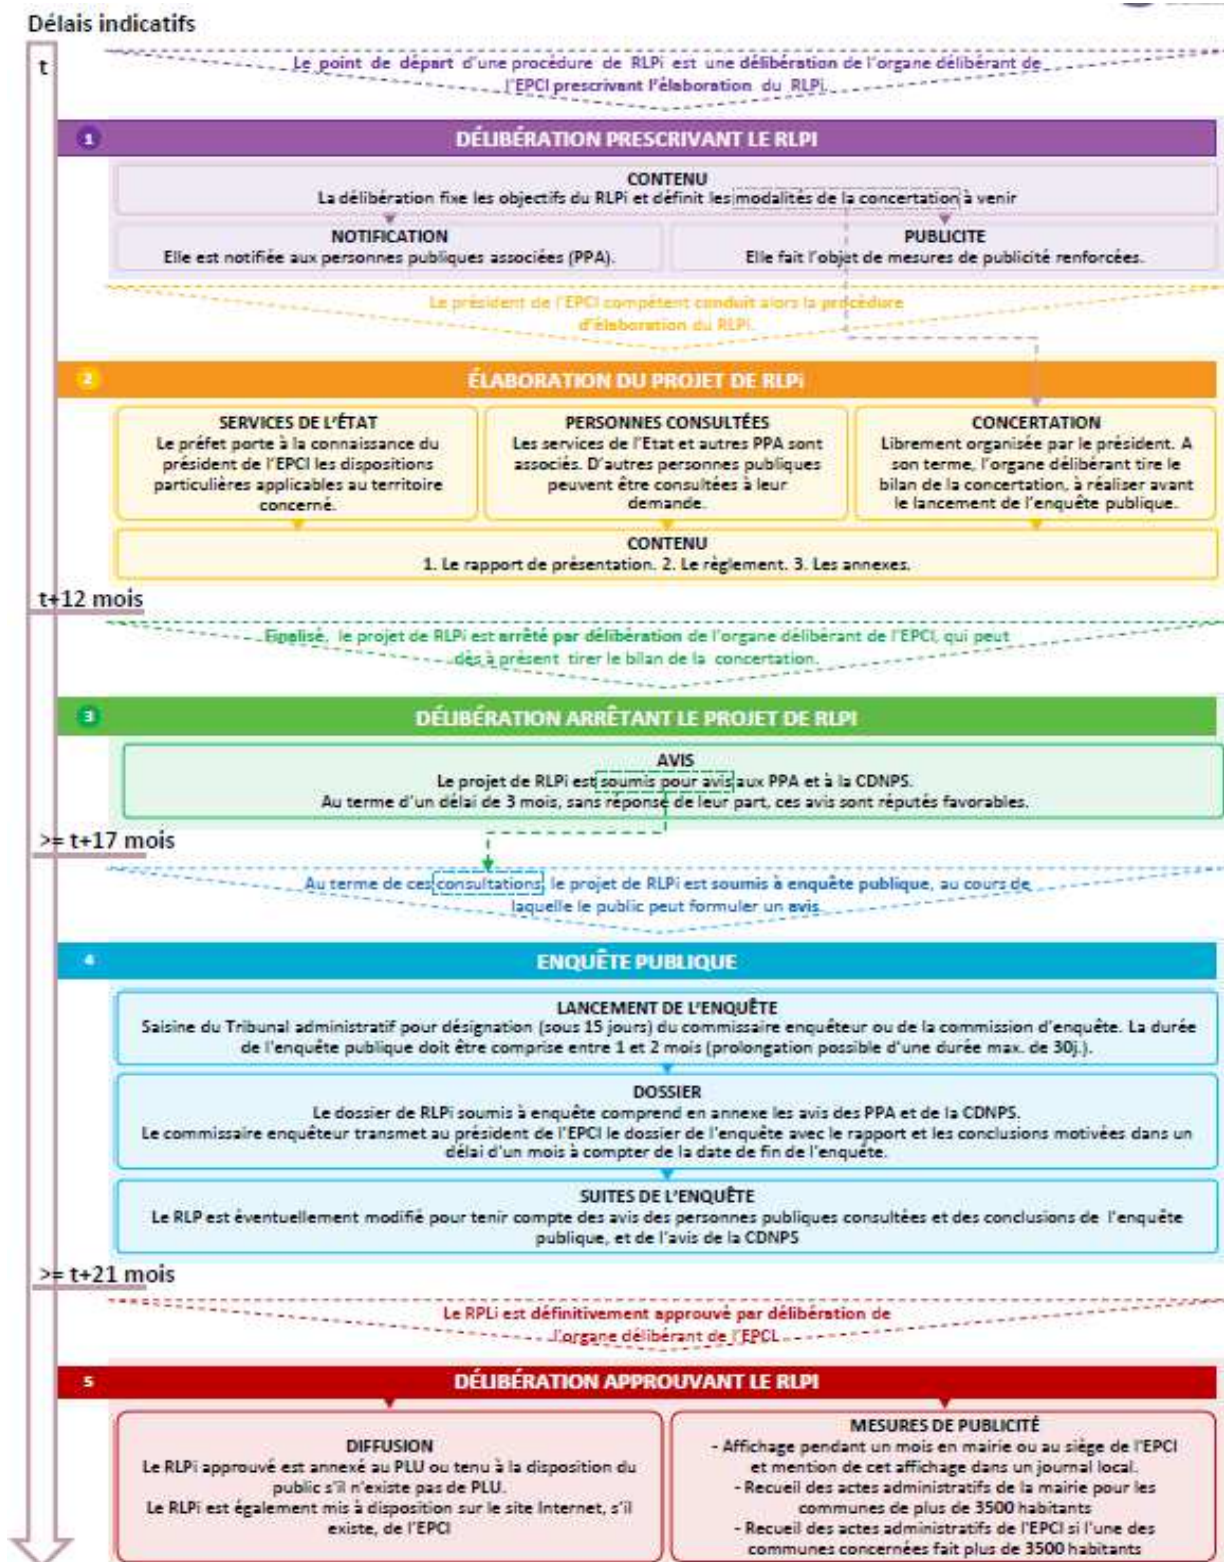 Délais indicatifs
t
Le point de départ d'une procédure de RLPi est une délibération de l'organe délibérant de
l'EPCI prescrivant l'élaboration du RLPi.
1
DÉLIBÉRATION PRESCRIVANT LE RLPI
CONTENU
La délibération fixe les objectifs du RLPi et définit les modalités de la concertation à venir
NOTIFICATION
Elle est notifiée aux personnes publiques associées (PPA).
PUBLICITE
Elle fait l'objet de mesures de publicité renforcées.
Le président de l'EPCI compétent conduit alors la procédure
d'élaboration du RLPi.
2
ÉLABORATION DU PROJET DE RLPi
SERVICES DE L'ÉTAT
Le préfet porte à la connaissance du
président de l'EPCI les dispositions
particulières applicables au territoire
concerné.
PERSONNES CONSULTÉES
Les services de l'Etat et autres PPA sont
associés. D'autres personnes publiques
peuvent être consultées à leur
demande.
CONCERTATION
Librement organisée par le président. A
son terme, l'organe délibérant tire le
bilan de la concertation, à réaliser avant
le lancement de l'enquête publique.
CONTENU
1. Le rapport de présentation. 2. Le règlement. 3. Les annexes.
t+12 mois
Finalisé, le projet de RLPi est arrêté par délibération de l'organe délibérant de l'EPCI, qui peut
dès à présent tirer le bilan de la concertation.
3
DÉLIBÉRATION ARRÊTANT LE PROJET DE RLPI
AVIS
Le projet de RLPi est soumis pour avis aux PPA et à la CDNPS.
Au terme d'un délai de 3 mois, sans réponse de leur part, ces avis sont réputés favorables.
>= t+17 mois
Au terme de ces consultations, le projet de RLPi est soumis à enquête publique, au cours de
laquelle le public peut formuler un avis.
4
ENQUÊTE PUBLIQUE
LANCEMENT DE L'ENQUÊTE
Saisine du Tribunal administratif pour désignation (sous 15 jours) du commissaire enquêteur ou de la commission d'enquête. La durée
de l'enquête publique doit être comprise entre 1 et 2 mois (prolongation possible d'une durée max. de 30j.).
DOSSIER
Le dossier de RLPi soumis à enquête comprend en annexe les avis des PPA et de la CDNPS.
Le commissaire enquêteur transmet au président de l'EPCI le dossier de l'enquête avec le rapport et les conclusions motivées dans un
délai d'un mois à compter de la date de fin de l'enquête.
SUITES DE L'ENQUÊTE
Le RLP est éventuellement modifié pour tenir compte des avis des personnes publiques consultées et des conclusions de l'enquête
publique, et de l'avis de la CDNPS
>= t+21 mois
Le RPLi est définitivement approuvé par délibération de
l'organe délibérant de l'EPCI.
5
DÉLIBÉRATION APPROUVANT LE RLPI
DIFFUSION
Le RLPi approuvé est annexé au PLU ou tenu à la disposition du
public s'il n'existe pas de PLU.
Le RLPi est également mis à disposition sur le site Internet, s'il
existe, de l'EPCI
MESURES DE PUBLICITÉ
- Affichage pendant un mois en mairie ou au siège de l'EPCI
et mention de cet affichage dans un journal local.
- Recueil des actes administratifs de la mairie pour les
communes de plus de 3500 habitants
- Recueil des actes administratifs de l'EPCI si l'une des
communes concernées fait plus de 3500 habitants